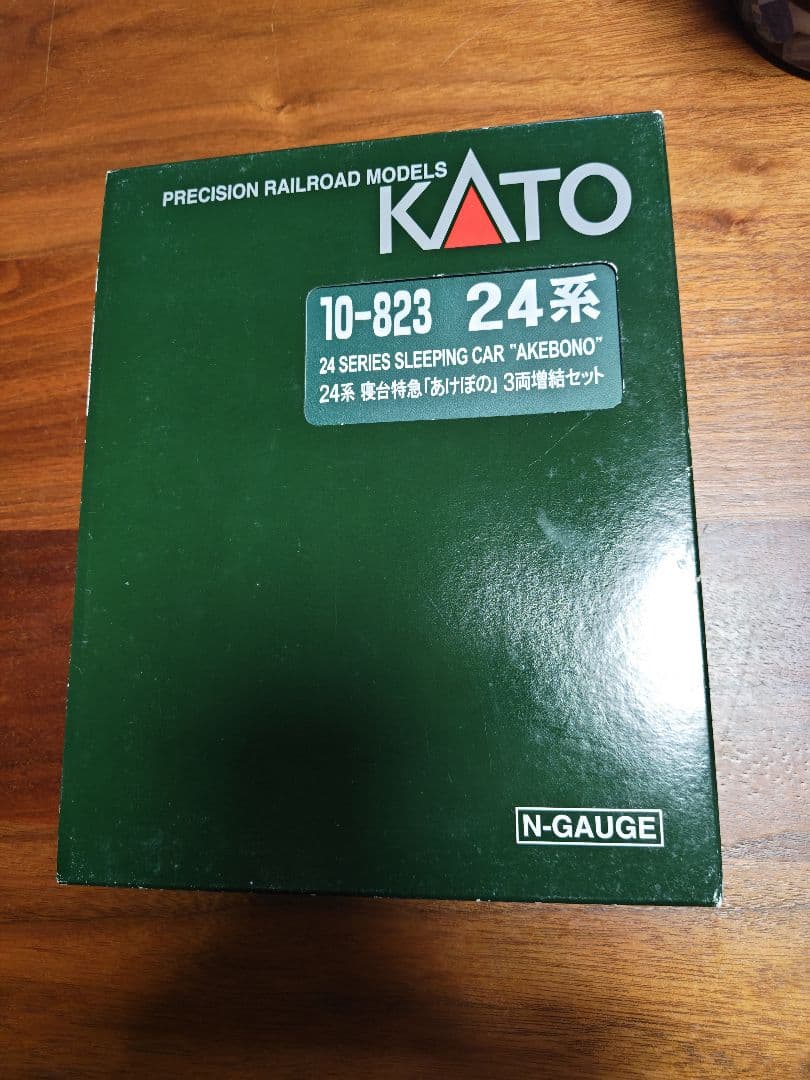 PRECISION RAILROAD MODELS
KATO
10-823 24系
24 SERIES SLEEPING CAR "AKEBONO"
24系 寝台特急「あけぼの」 3両増結セット
N-GAUGE